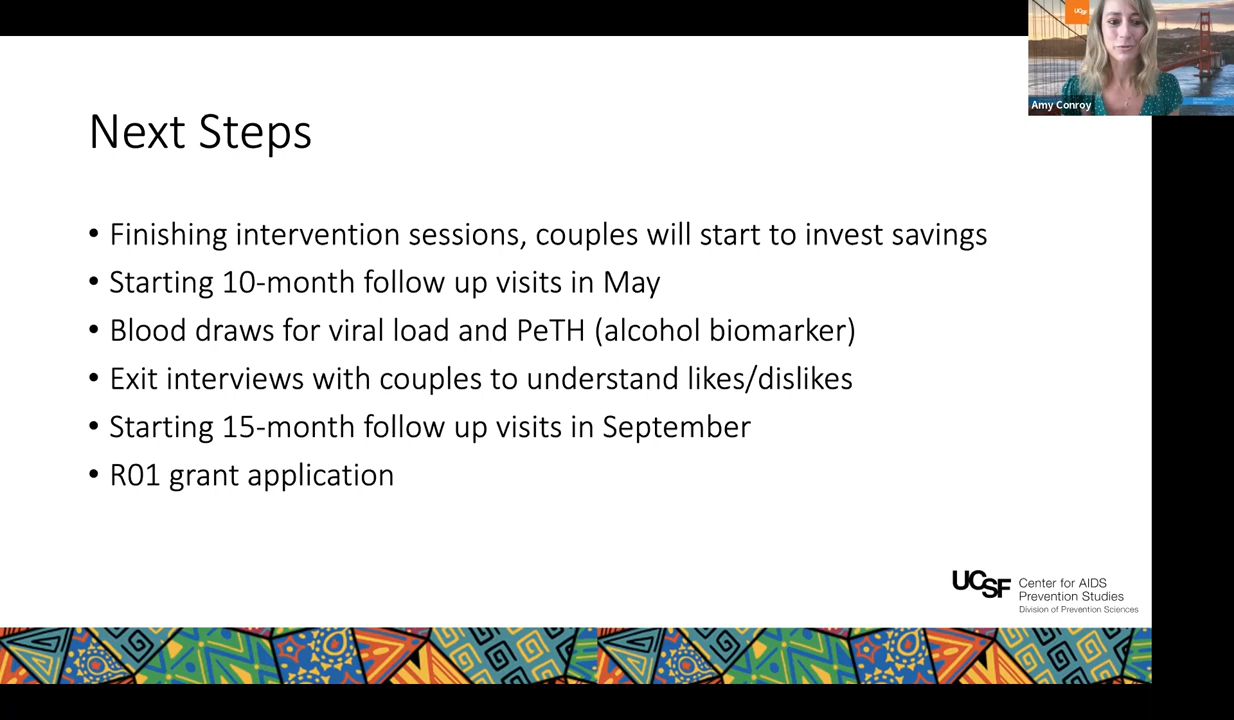 UCSF
Amy Conroy
Next Steps
• Finishing intervention sessions, couples will start to invest savings
• Starting 10-month follow up visits in May
• Blood draws for viral load and PeTH (alcohol biomarker)
• Exit interviews with couples to understand likes/dislikes
• Starting 15-month follow up visits in September
• R01 grant application
UCSF
Center for AIDS
Prevention Studies
Division of Prevention Sciences